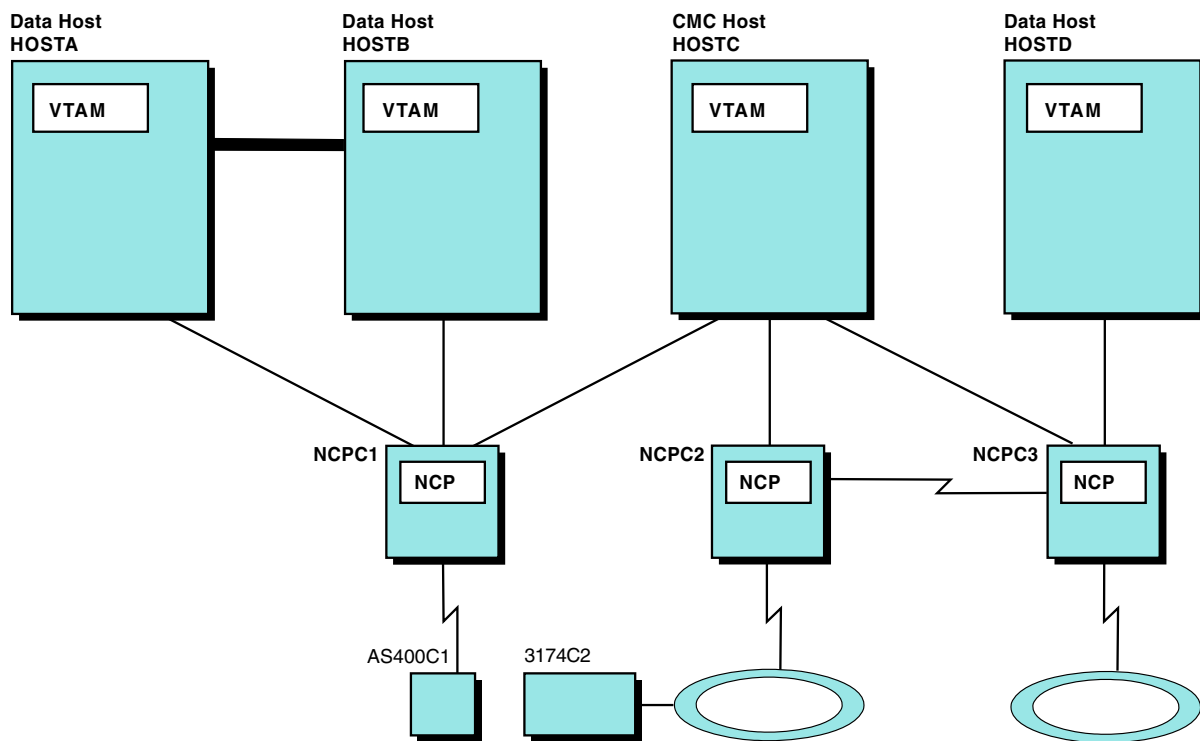 Data Host
HOSTA
Data Host
HOSTB
CMC Host
HOSTC
Data Host
HOSTD
VTAM
VTAM
VTAM
VTAM
NCPC1
NCPC2
NCPC3
NCP
NCP
NCP
AS400C1
3174C2